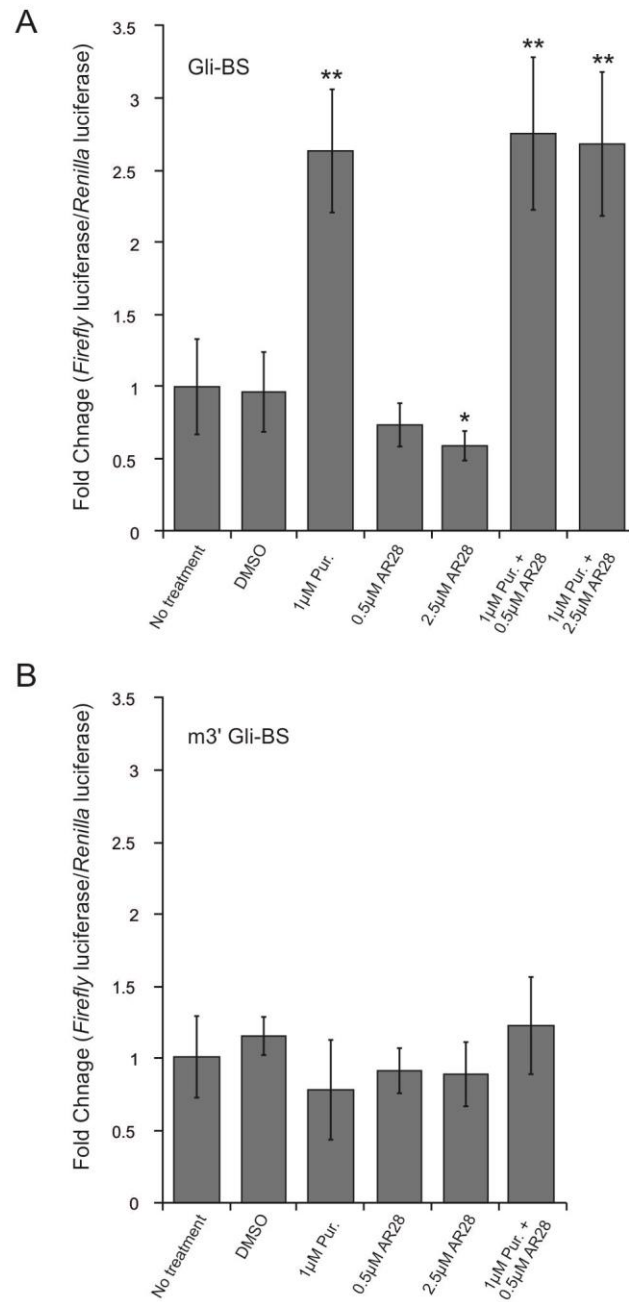 A
Gli-BS
Fold Chnage (Firefly luciferase/Renilla luciferase)
3.5
3
2.5
2
1.5
1
0.5
0
**
*
**
**
No treatment
DMSO
1µM Pur.
0.5µM AR28
2.5µM AR28
1µM Pur. +
0.5µM AR28
1µM Pur. +
2.5µM AR28
B
m3' Gli-BS
Fold Chnage (Firefly luciferase/Renilla luciferase)
3.5
3
2.5
2
1.5
1
0.5
0
No treatment
DMSO
1µM Pur.
0.5µM AR28
2.5µM AR28
1µM Pur. +
0.5µM AR28